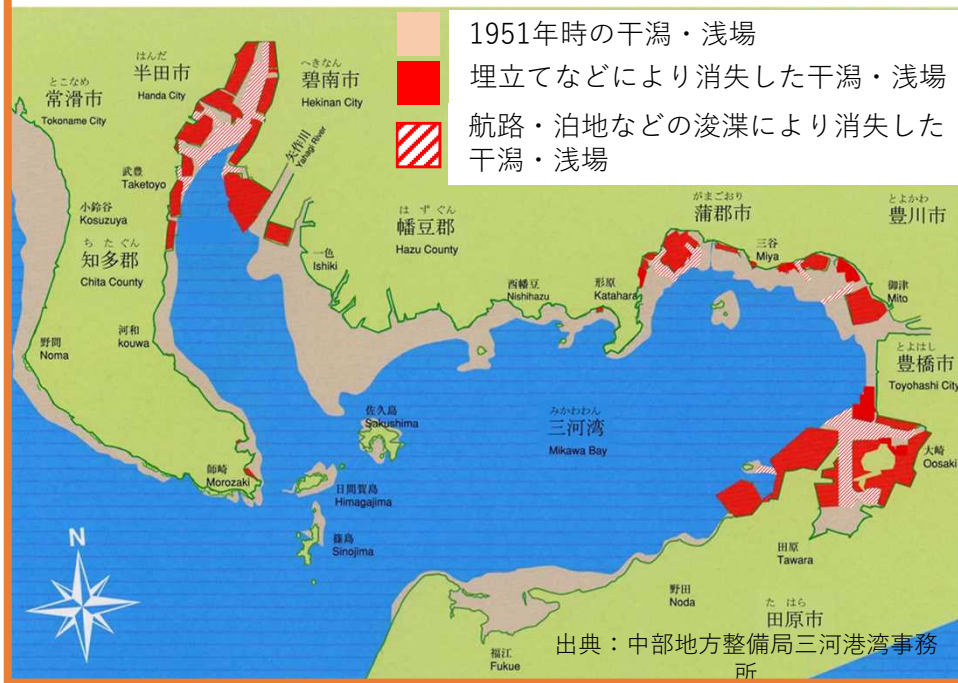 1951年時の干潟・浅場
埋立てなどにより消失した干潟・浅場
航路・泊地などの浚渫により消失した
干潟・浅場
はんだ
半田市
Handa City
へきなん
碧南市
Hekinan City
とこなめ
常滑市
Tokoname City
矢作川
Yahagi River
武豊
Taketoyo
小鈴谷
Kosuzuya
ちたぐん
知多郡
Chita County
はずぐん
幡豆郡
Hazu County
一色
Ishiki
西幡豆
Nishihazu
形原
Katahara
がまごおり
蒲郡市
三谷
Miya
とよかわ
豊川市
御津
Mito
とよはし
豊橋市
Toyohashi City
大崎
Oosaki
河和
kouwa
野間
Noma
佐久島
Sakushima
みかわわん
三河湾
Mikawa Bay
師崎
Morozaki
日間賀島
Himagajima
篠島
Sinojima
N
田原
Tawara
野田
Noda
たはら
田原市
福江
Fukue
出典：中部地方整備局三河港湾事務
所